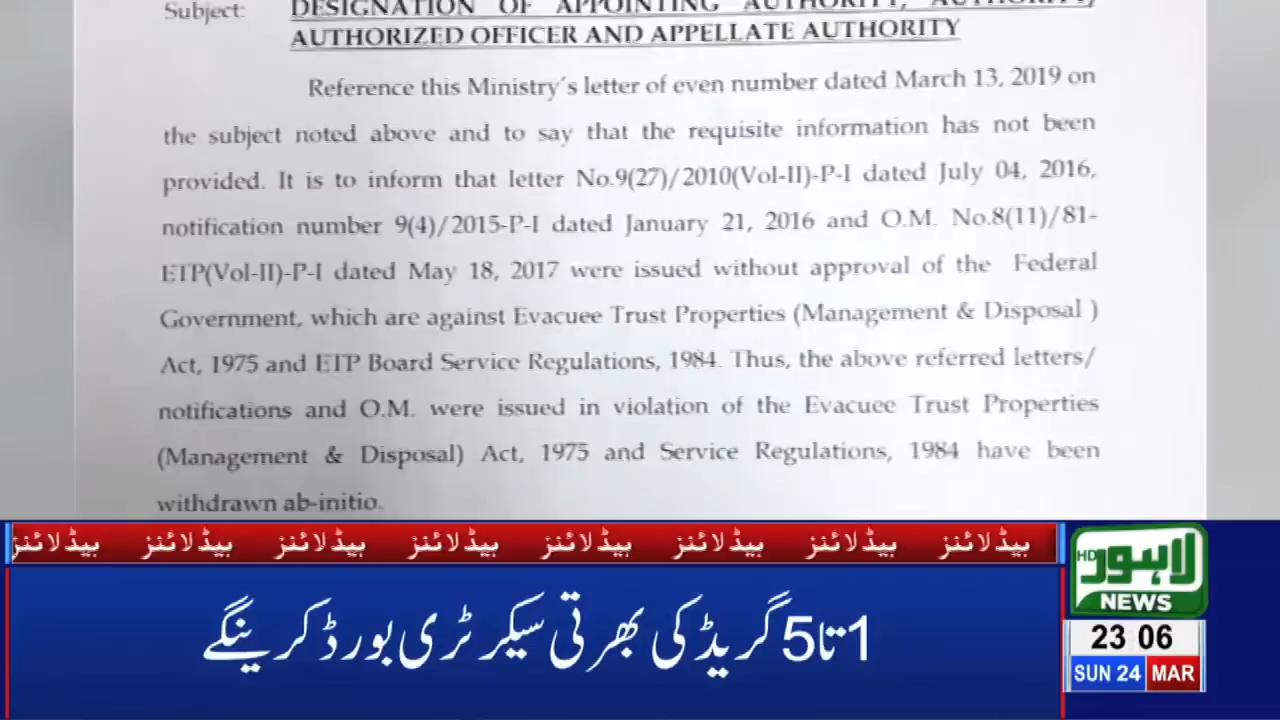 Subject: DESIGNATION OF APPOINTING AUTHORITY, AUTHORITY/
AUTHORIZED OFFICER AND APPELLATE AUTHORITY
Reference this Ministry's letter of even number dated March 13, 2019 on
the subject noted above and to say that the requisite information has not been
provided. It is to inform that letter No.9(27)/2010(Vol-II)-P-I dated July 04, 2016,
notification number 9(4)/2015-P-I dated January 21, 2016 and O.M. No.8(11)/81-
ETP(Vol-II)-P-I dated May 18, 2017 were issued without approval of the Federal
Government, which are against Evacuee Trust Properties (Management & Disposal )
Act, 1975 and ETP Board Service Regulations, 1984. Thus, the above referred letters/
notifications and O.M. were issued in violation of the Evacuee Trust Properties
(Management & Disposal) Act, 1975 and Service Regulations, 1984 have been
withdrawn ab-initio.
ہیڈلائنز ہیڈلائنز ہیڈلائنز ہیڈلائنز ہیڈلائنز ہیڈلائنز ہیڈلائنز ہیڈلائنز
1تا5گریڈکی بھرتی سیکرٹری بورڈ کرینگے
HD لاہور
NEWS
23 06
SUN 24 MAR